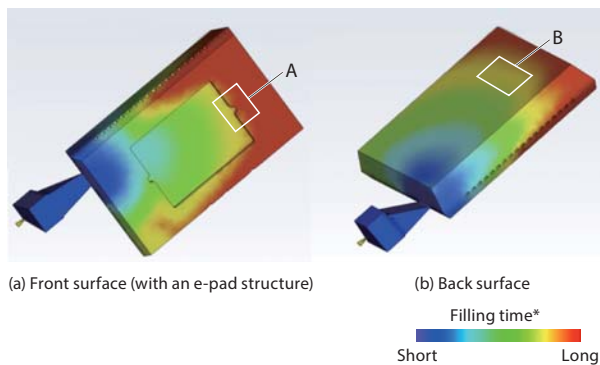 A
B
(a) Front surface (with an e-pad structure)
(b) Back surface
Filling time*
Short Long